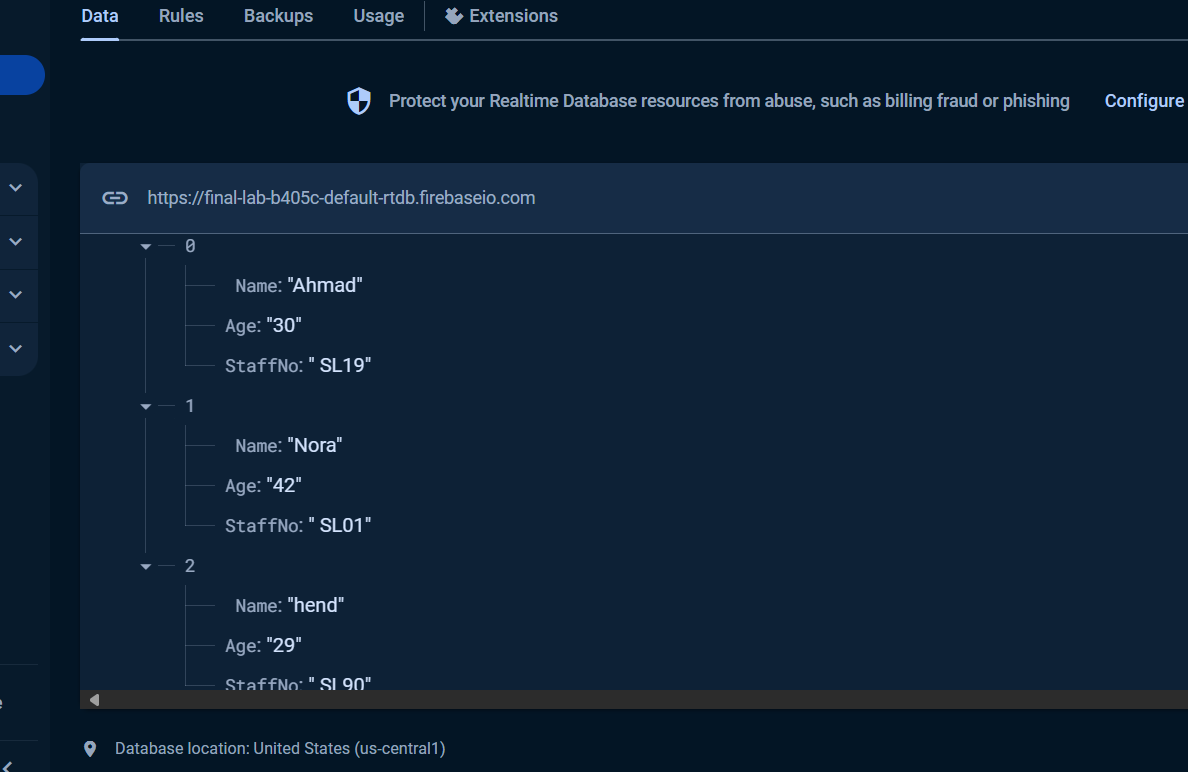 Data Rules Backups Usage Extensions
Protect your Realtime Database resources from abuse, such as billing fraud or phishing Configure
https://final-lab-b405c-default-rtdb.firebaseio.com
0
Name: "Ahmad"
Age: "30"
StaffNo: " SL19"
1
Name: "Nora"
Age: "42"
StaffNo: " SL01"
2
Name: "hend"
Age: "29"
StaffNo: " SL90"
Database location: United States (us-central1)